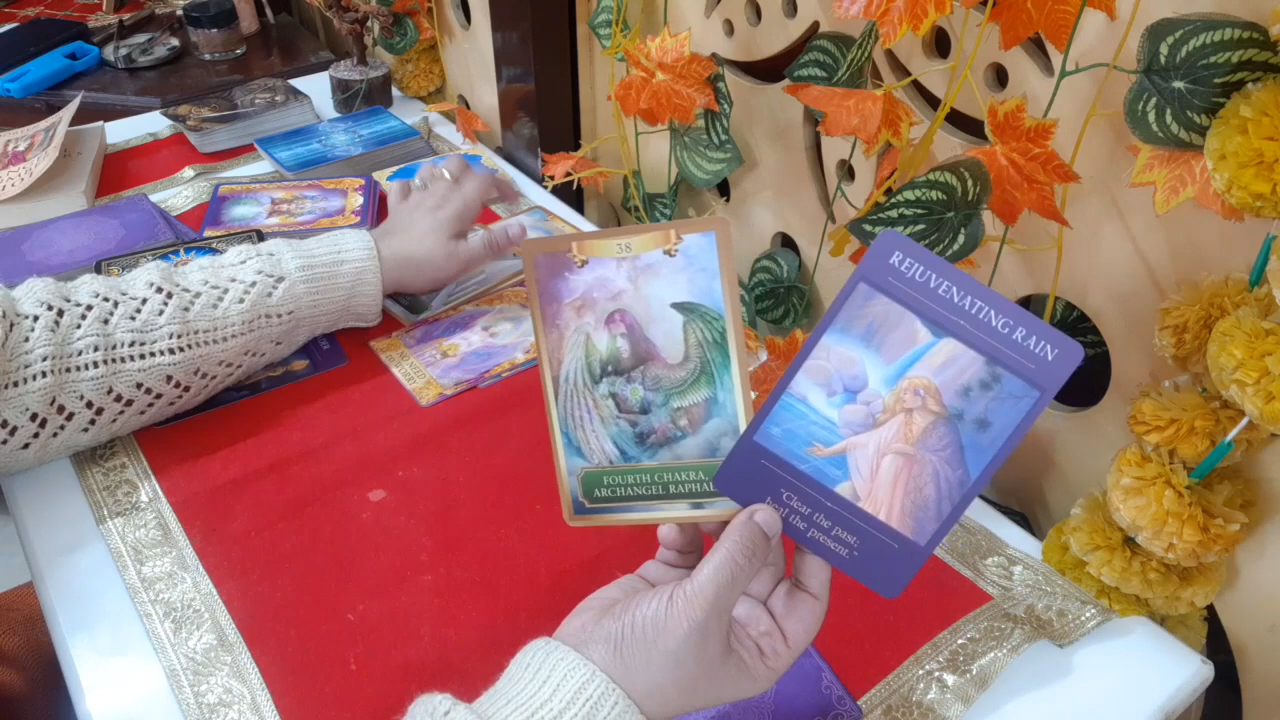 38
FOURTH CHAKRA,
ARCHANGEL RAPHAEL
REJUVENATING RAIN
"Clear the past;
heal the present."